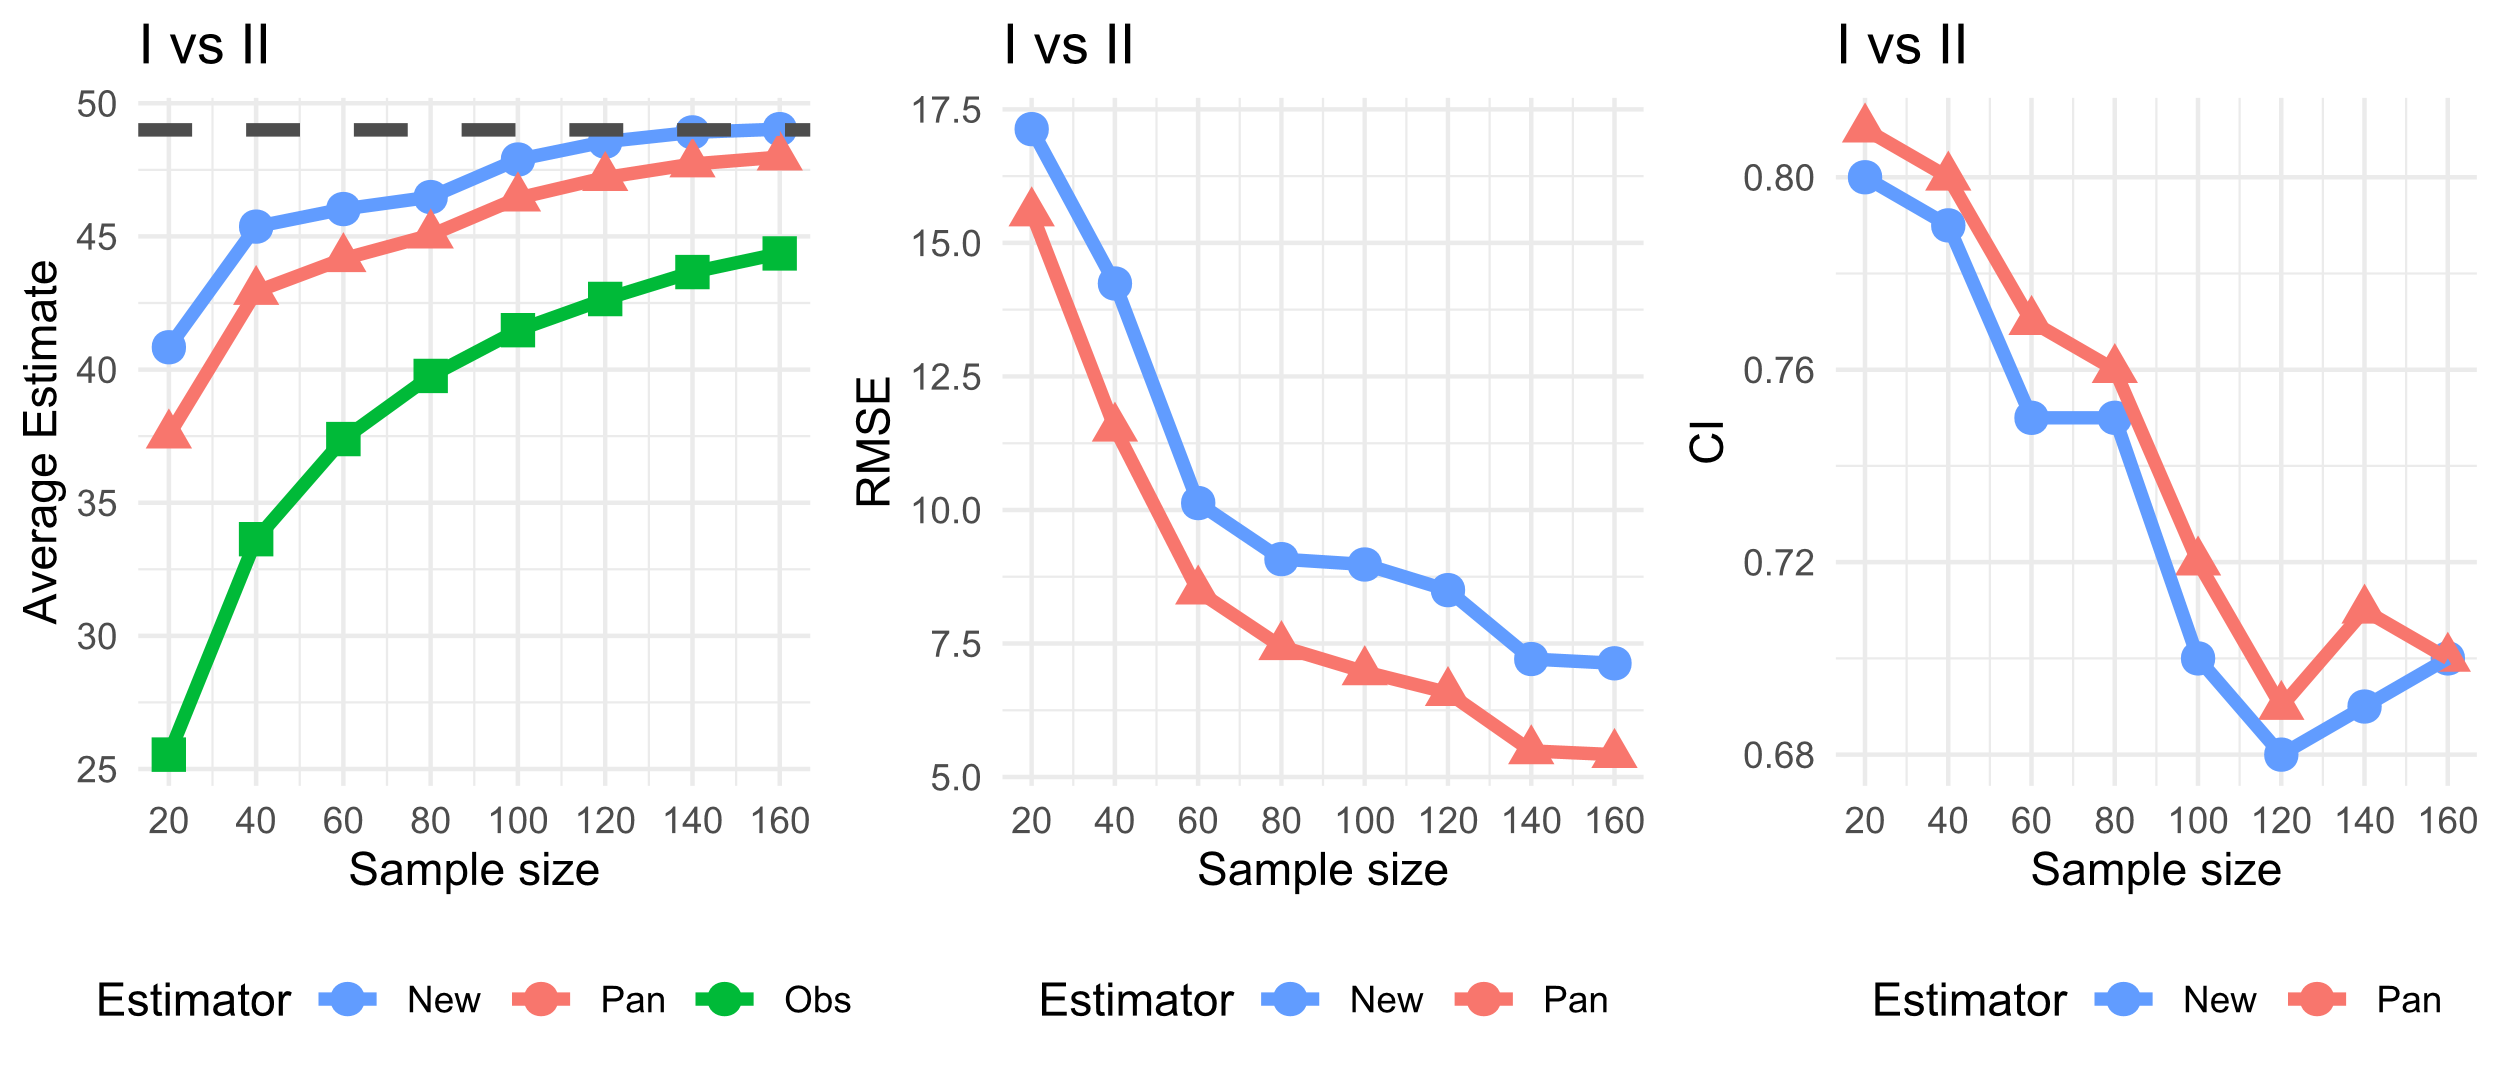 I vs II
50
45
40
35
30
25
Average Estimate
20 40 60 80 100 120 140 160
Sample size
Estimator New Pan Obs
I vs II
17.5
15.0
12.5
10.0
7.5
5.0
RMSE
20 40 60 80 100 120 140 160
Sample size
Estimator New Pan
I vs II
0.80
0.76
0.72
0.68
CI
20 40 60 80 100 120 140 160
Sample size
Estimator New Pan